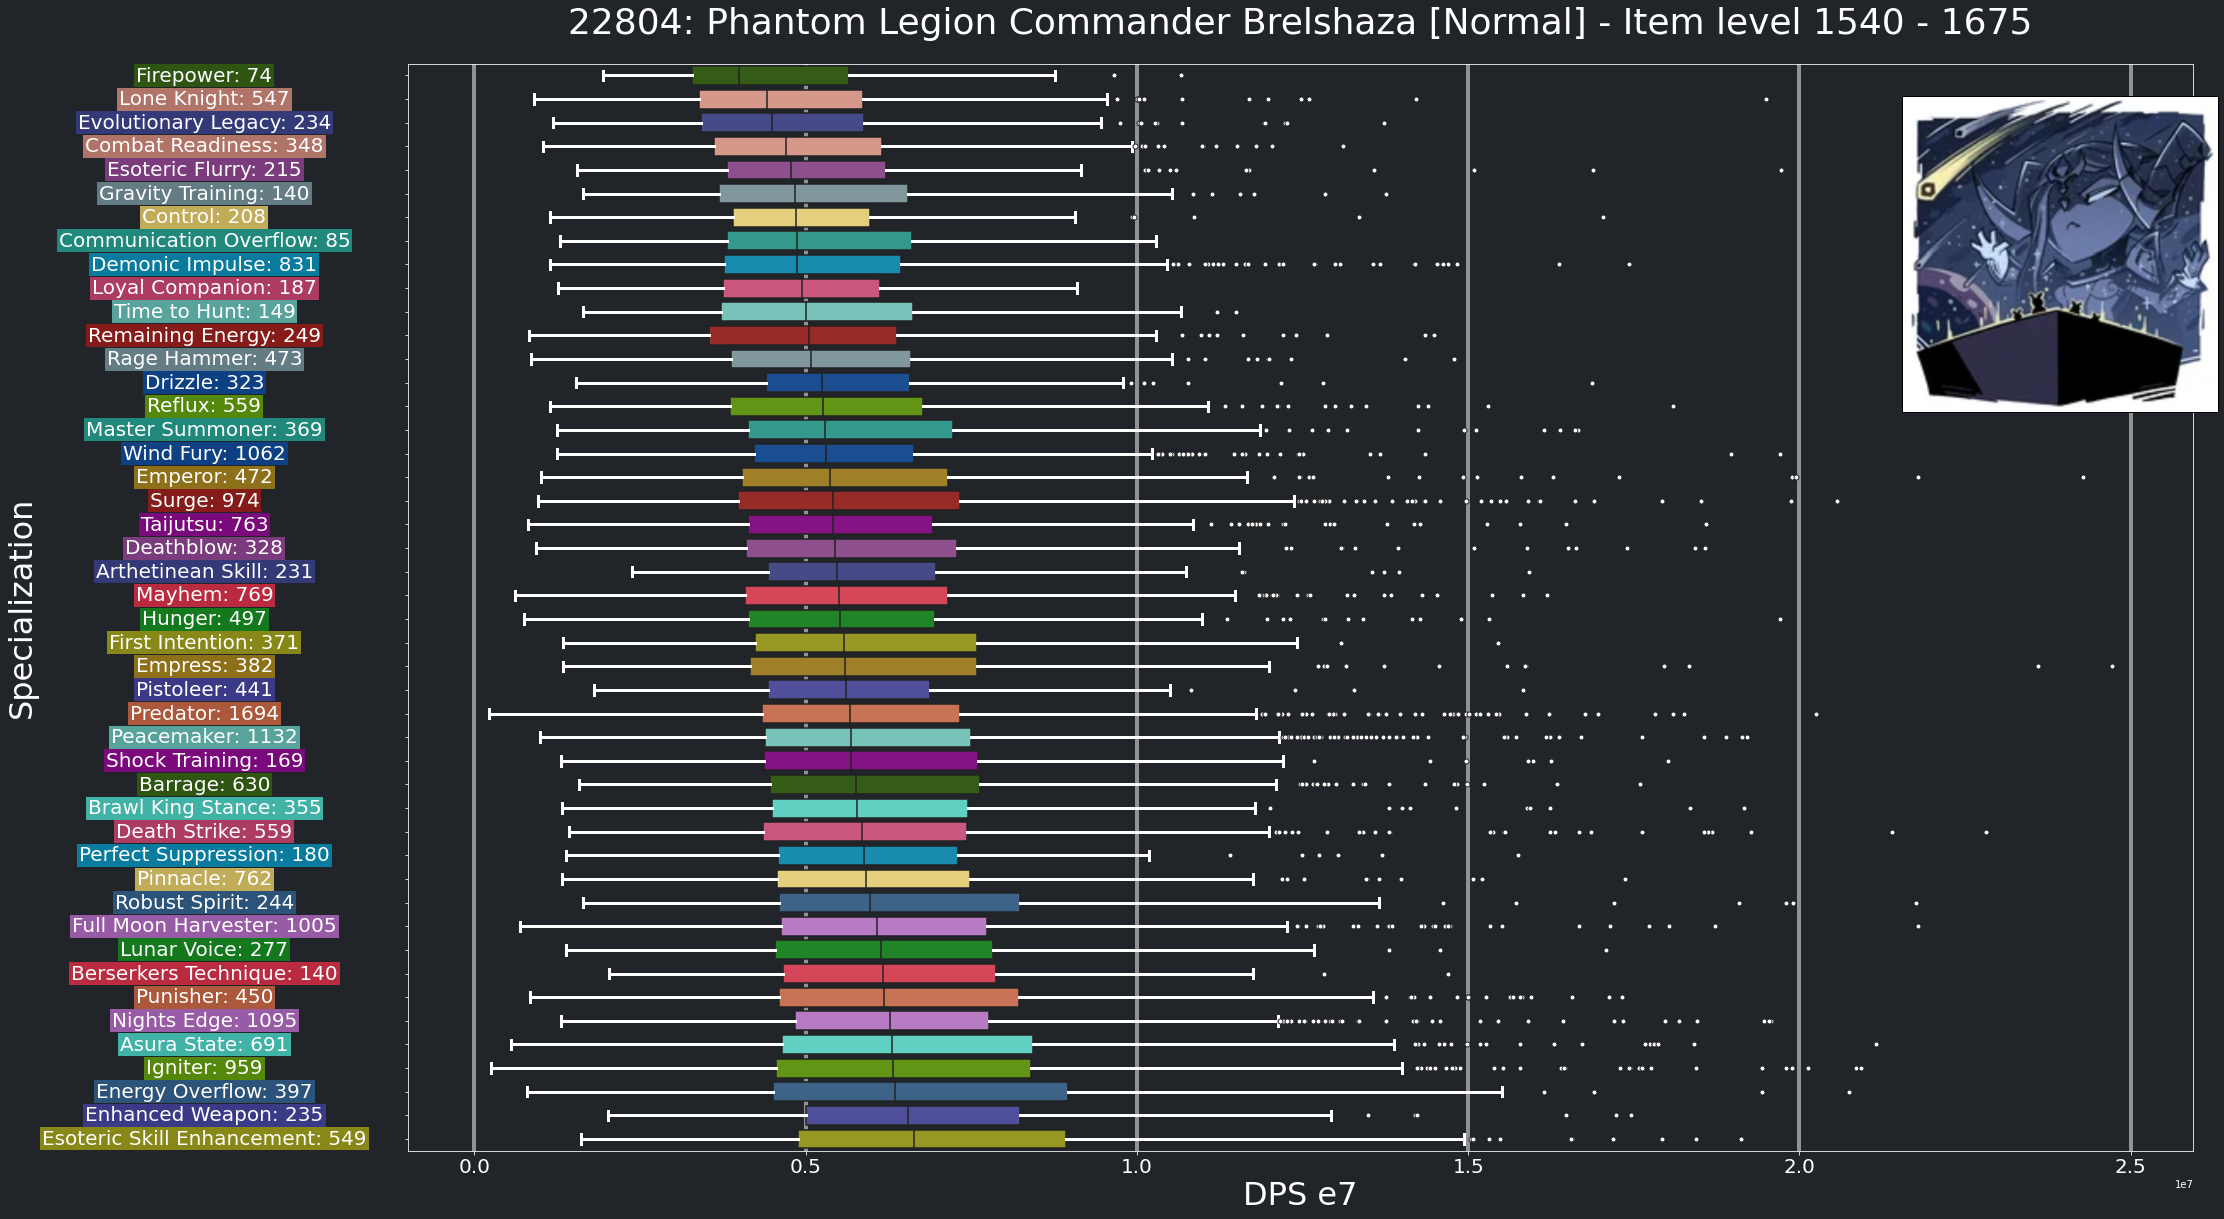 22804: Phantom Legion Commander Brelshaza [Normal] - Item level 1540 - 1675
Specialization
Firepower: 74
Lone Knight: 547
Evolutionary Legacy: 234
Combat Readiness: 348
Esoteric Flurry: 215
Gravity Training: 140
Control: 208
Communication Overflow: 85
Demonic Impulse: 831
Loyal Companion: 187
Time to Hunt: 149
Remaining Energy: 249
Rage Hammer: 473
Drizzle: 323
Reflux: 559
Master Summoner: 369
Wind Fury: 1062
Emperor: 472
Surge: 974
Taijutsu: 763
Deathblow: 328
Arthetinean Skill: 231
Mayhem: 769
Hunger: 497
First Intention: 371
Empress: 382
Pistoleer: 441
Predator: 1694
Peacemaker: 1132
Shock Training: 169
Barrage: 630
Brawl King Stance: 355
Death Strike: 559
Perfect Suppression: 180
Pinnacle: 762
Robust Spirit: 244
Full Moon Harvester: 1005
Lunar Voice: 277
Berserkers Technique: 140
Punisher: 450
Nights Edge: 1095
Asura State: 691
Igniter: 959
Energy Overflow: 397
Enhanced Weapon: 235
Esoteric Skill Enhancement: 549
0.0 0.5 1.0 1.5 2.0 2.5
1e7
DPS e7